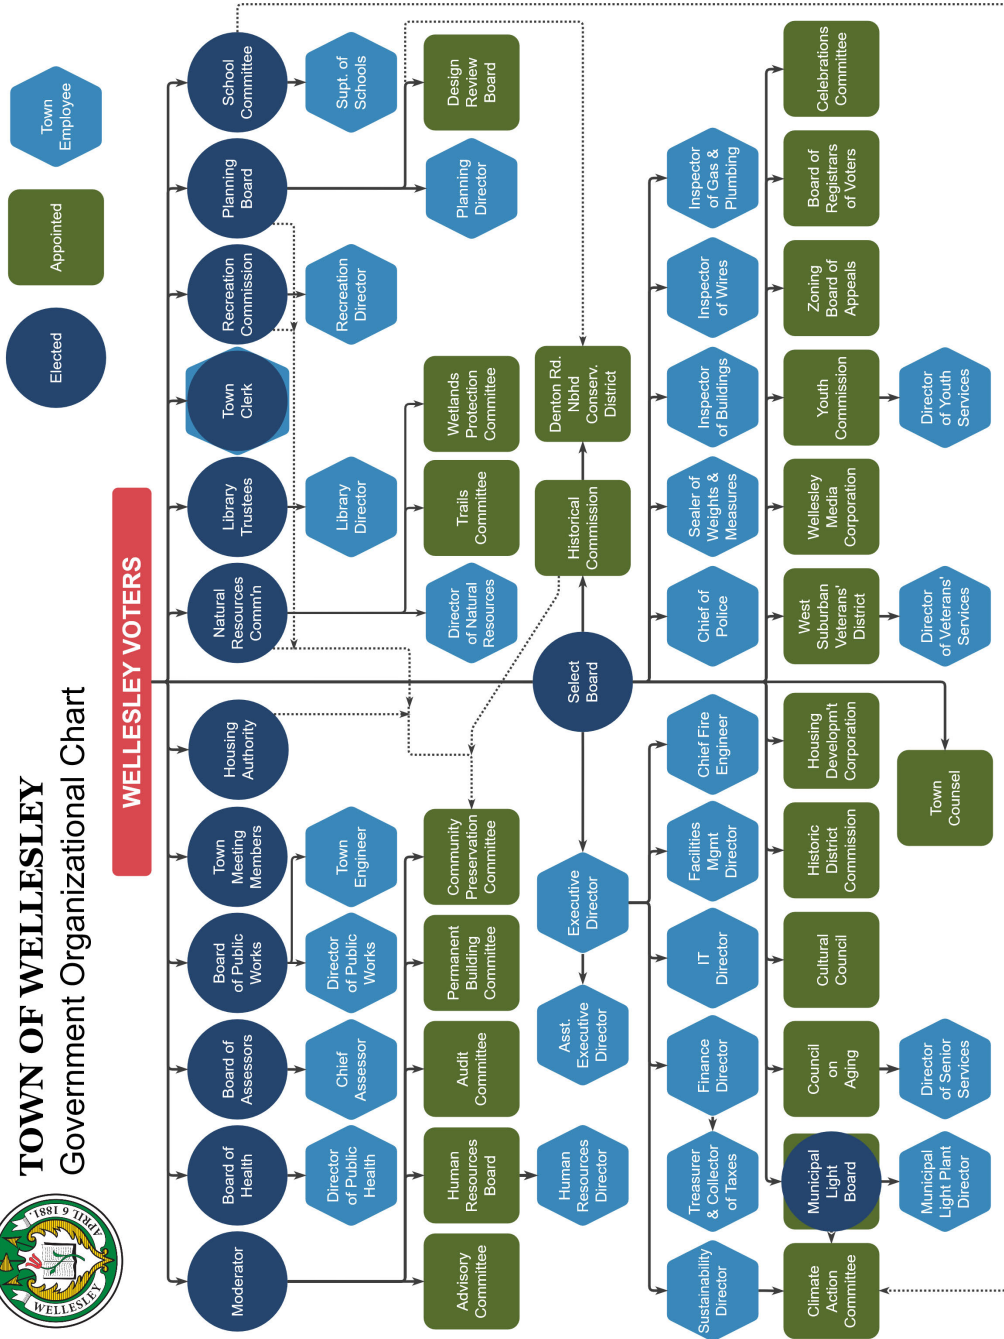 TOWN OF WELLESLEY
Government Organizational Chart
APRIL 6 1881.
WELLESLEY
Elected
Appointed
Town
Employee
WELLESLEY VOTERS
Moderator
Board of
Health
Board of
Assessors
Board
of Public
Works
Town
Meeting
Members
Housing
Authority
Natural
Resources
Comm'n
Library
Trustees
Town
Clerk
Recreation
Commission
Planning
Board
School
Committee
Director
of Public
Health
Chief
Assessor
Director
of Public
Works
Town
Engineer
Library
Director
Recreation
Director
Supt. of
Schools
Advisory
Committee
Human
Resources
Board
Audit
Committee
Permanent
Building
Committee
Community
Preservation
Committee
Director
of Natural
Resources
Trails
Committee
Wetlands
Protection
Committee
Planning
Director
Design
Review
Board
Human
Resources
Director
Asst.
Executive
Director
Executive
Director
Select
Board
Historical
Commission
Denton Rd.
Nbhd
Conserv.
District
Sustainability
Director
Treasurer
& Collector
of Taxes
Finance
Director
IT
Director
Facilities
Mgmt
Director
Chief Fire
Engineer
Chief of
Police
Sealer of
Weights &
Measures
Inspector
of Buildings
Inspector
of Wires
Inspector
of Gas &
Plumbing
Climate
Action
Committee
Municipal
Light
Board
Council
on
Aging
Cultural
Council
Historic
District
Commission
Housing
Developm't
Corporation
West
Suburban
Veterans'
District
Wellesley
Media
Corporation
Youth
Commission
Zoning
Board of
Appeals
Board of
Registrars
of Voters
Celebrations
Committee
Municipal
Light Plant
Director
Director
of Senior
Services
Town
Counsel
Director
of Veterans'
Services
Director
of Youth
Services